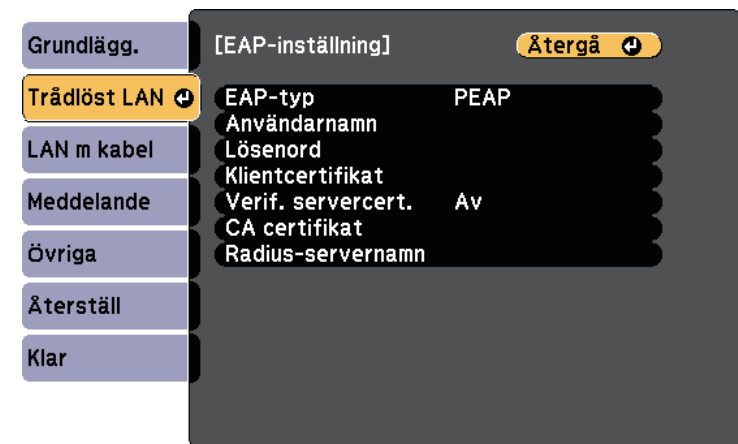 Grundlägg.
Trådlöst LAN
LAN m kabel
Meddelande
Övriga
Återställ
Klar
[EAP-inställning]
Återgå
EAP-typ PEAP
Användarnamn
Lösenord
Klientcertifikat
Verif. servercert. Av
CA certifikat
Radius-servernamn